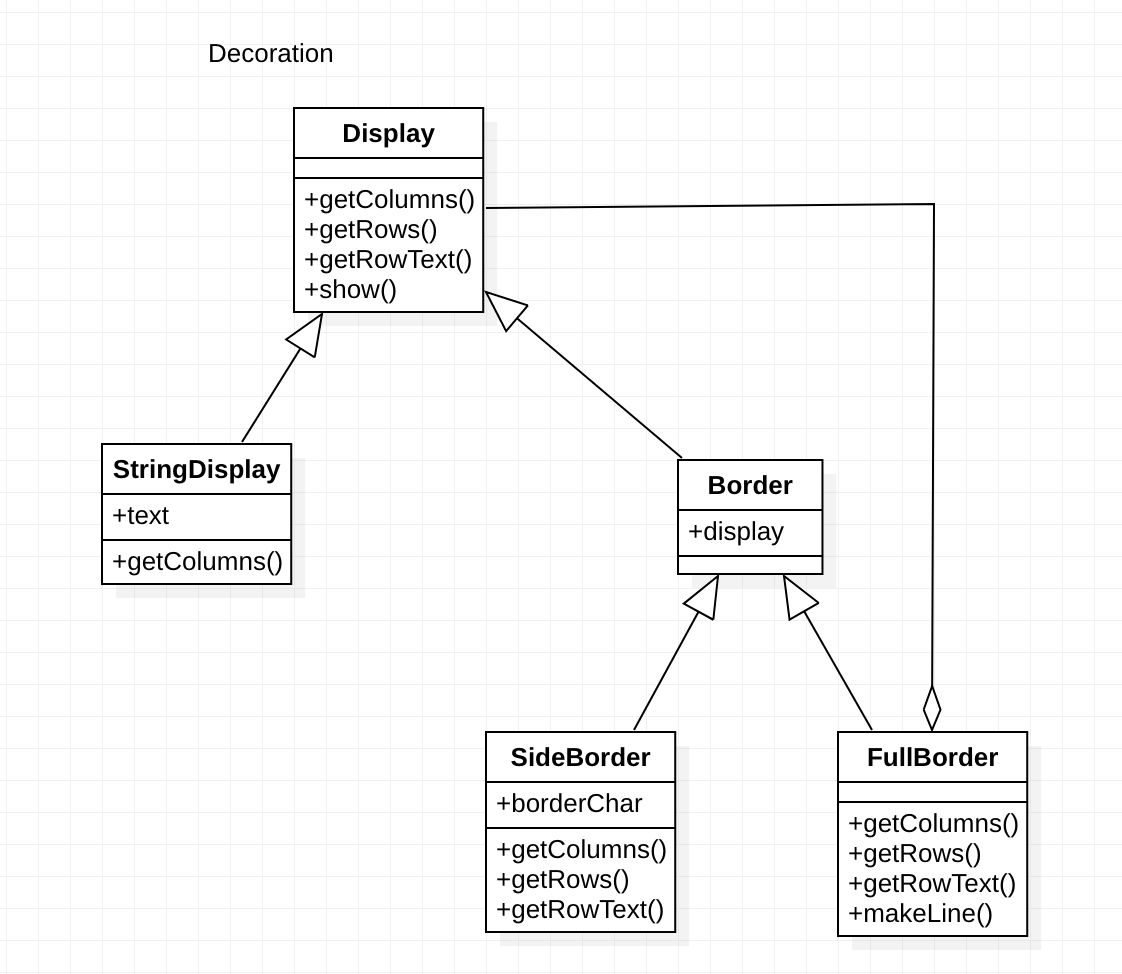 Decoration
Display
+getColumns()
+getRows()
+getRowText()
+show()
StringDisplay
+text
+getColumns()
Border
+display
SideBorder
+borderChar
+getColumns()
+getRows()
+getRowText()
FullBorder
+getColumns()
+getRows()
+getRowText()
+makeLine()